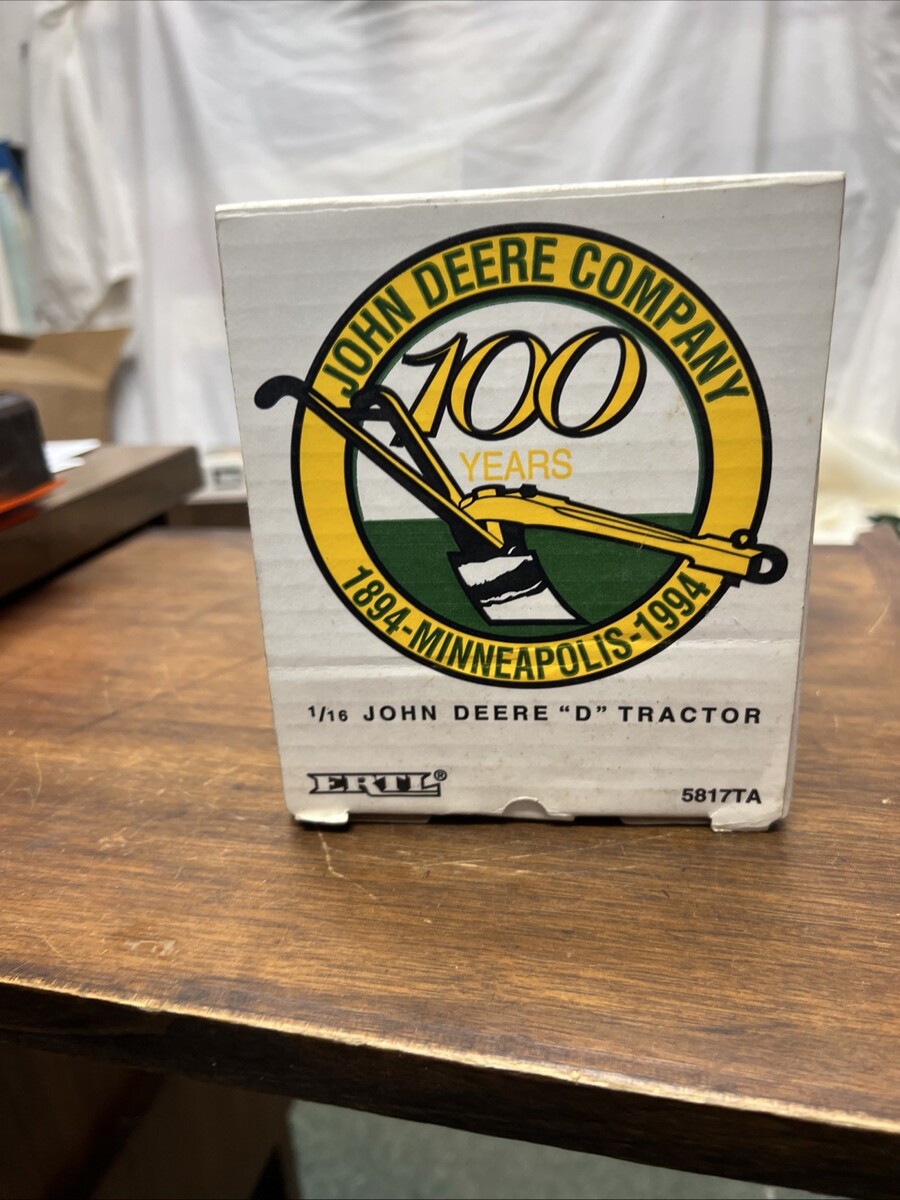 JOHN DEERE COMPANY
100
YEARS
1894-MINNEAPOLIS-1994
1/16 JOHN DEERE "D" TRACTOR
ERTL®
5817TA